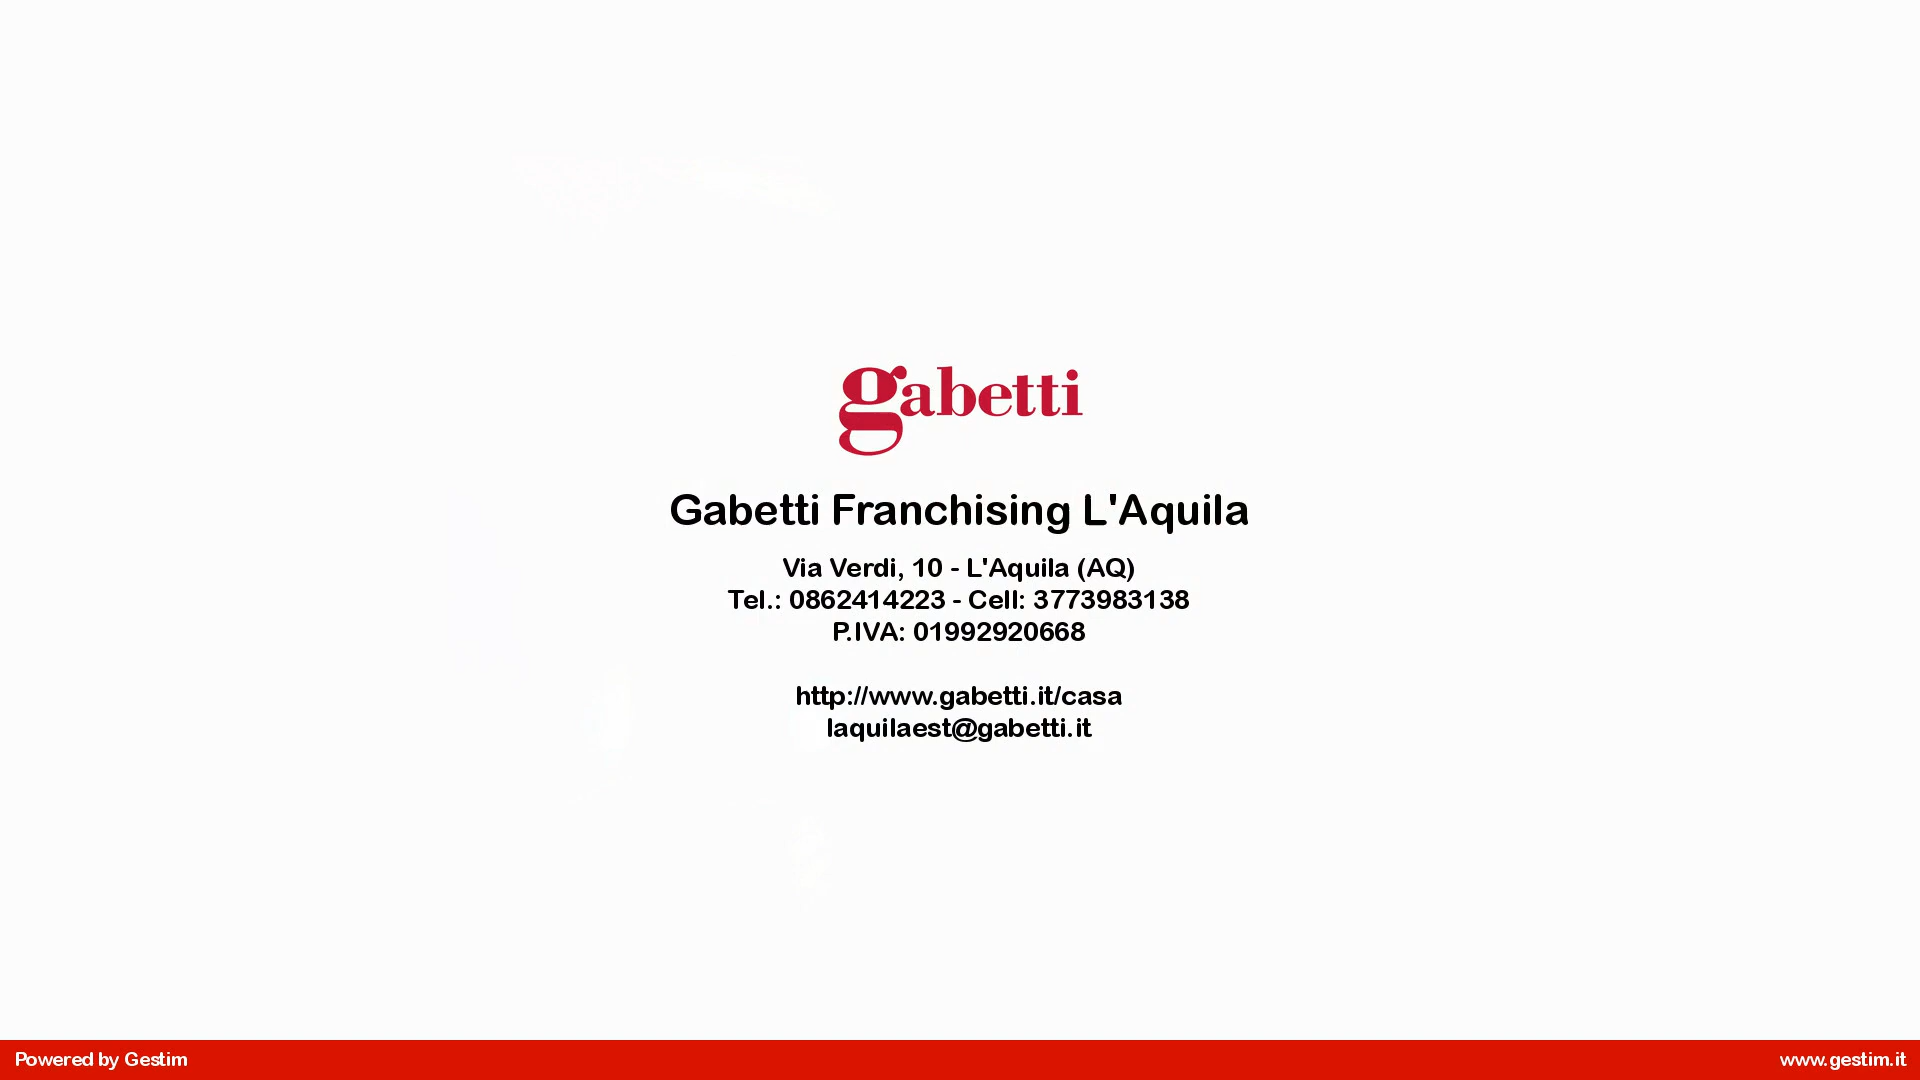 gabetti
Gabetti Franchising L'Aquila
Via Verdi, 10 - L'Aquila (AQ)
Tel.: 0862414223 - Cell: 3773983138
P.IVA: 01992920668
http://www.gabetti.it/casa
laquilaest@gabetti.it
Powered by Gestim
www.gestim.it